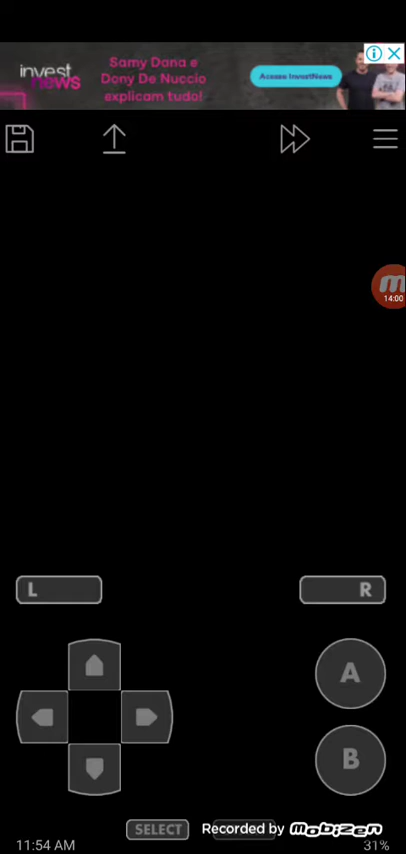 invest news
Samy Dana e
Dony De Nuccio
explicam tudo!
Acesse InvestNews
14:00
L
R
A
B
SELECT
Recorded by mobizen
11:54 AM
31%